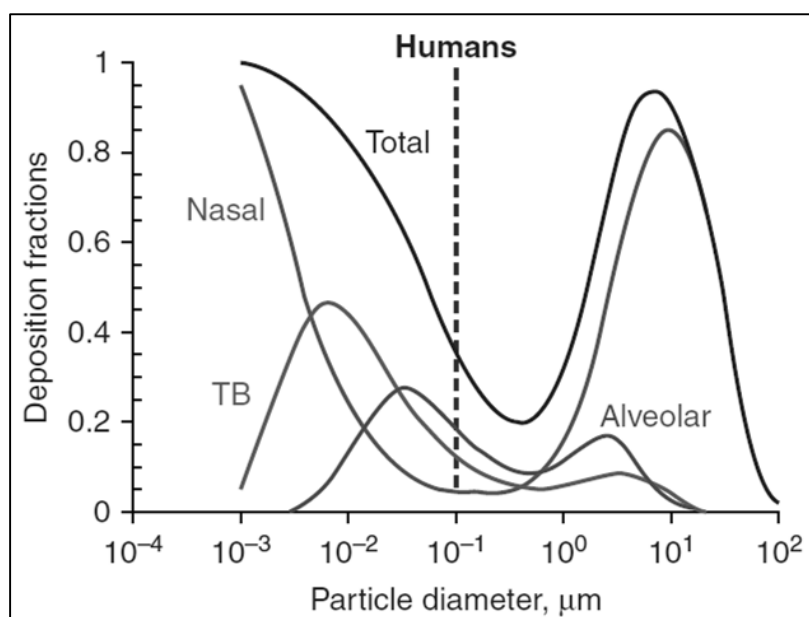 Humans
1
Total
0.8
Nasal
0.6
Deposition fractions
0.4
TB
Alveolar
0.2
0
10⁻⁴ 10⁻³ 10⁻² 10⁻¹ 10⁰ 10¹ 10²
Particle diameter, μm